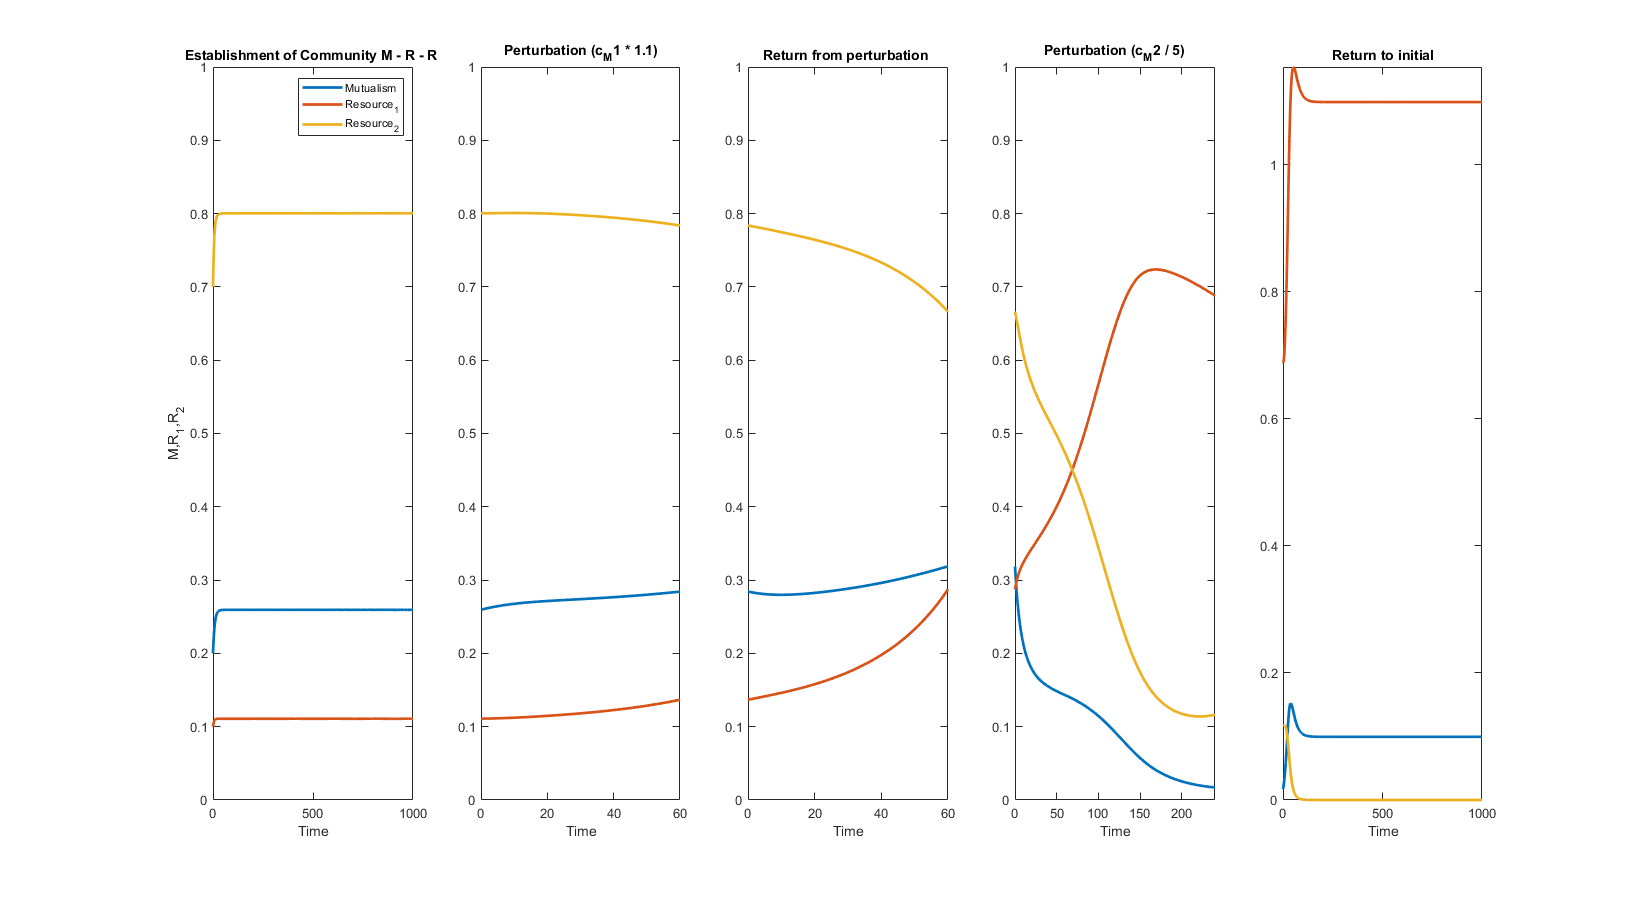 Establishment of Community M - R - R
Mutualism
Resource1
Resource2
M,R1,R2
1
0.9
0.8
0.7
0.6
0.5
0.4
0.3
0.2
0.1
0
0 500 1000
Time
Perturbation (cM1 * 1.1)
1
0.9
0.8
0.7
0.6
0.5
0.4
0.3
0.2
0.1
0
0 20 40 60
Time
Return from perturbation
1
0.9
0.8
0.7
0.6
0.5
0.4
0.3
0.2
0.1
0
0 20 40 60
Time
Perturbation (cM2 / 5)
1
0.9
0.8
0.7
0.6
0.5
0.4
0.3
0.2
0.1
0
0 50 100 150 200
Time
Return to initial
1
0.8
0.6
0.4
0.2
0
0 500 1000
Time